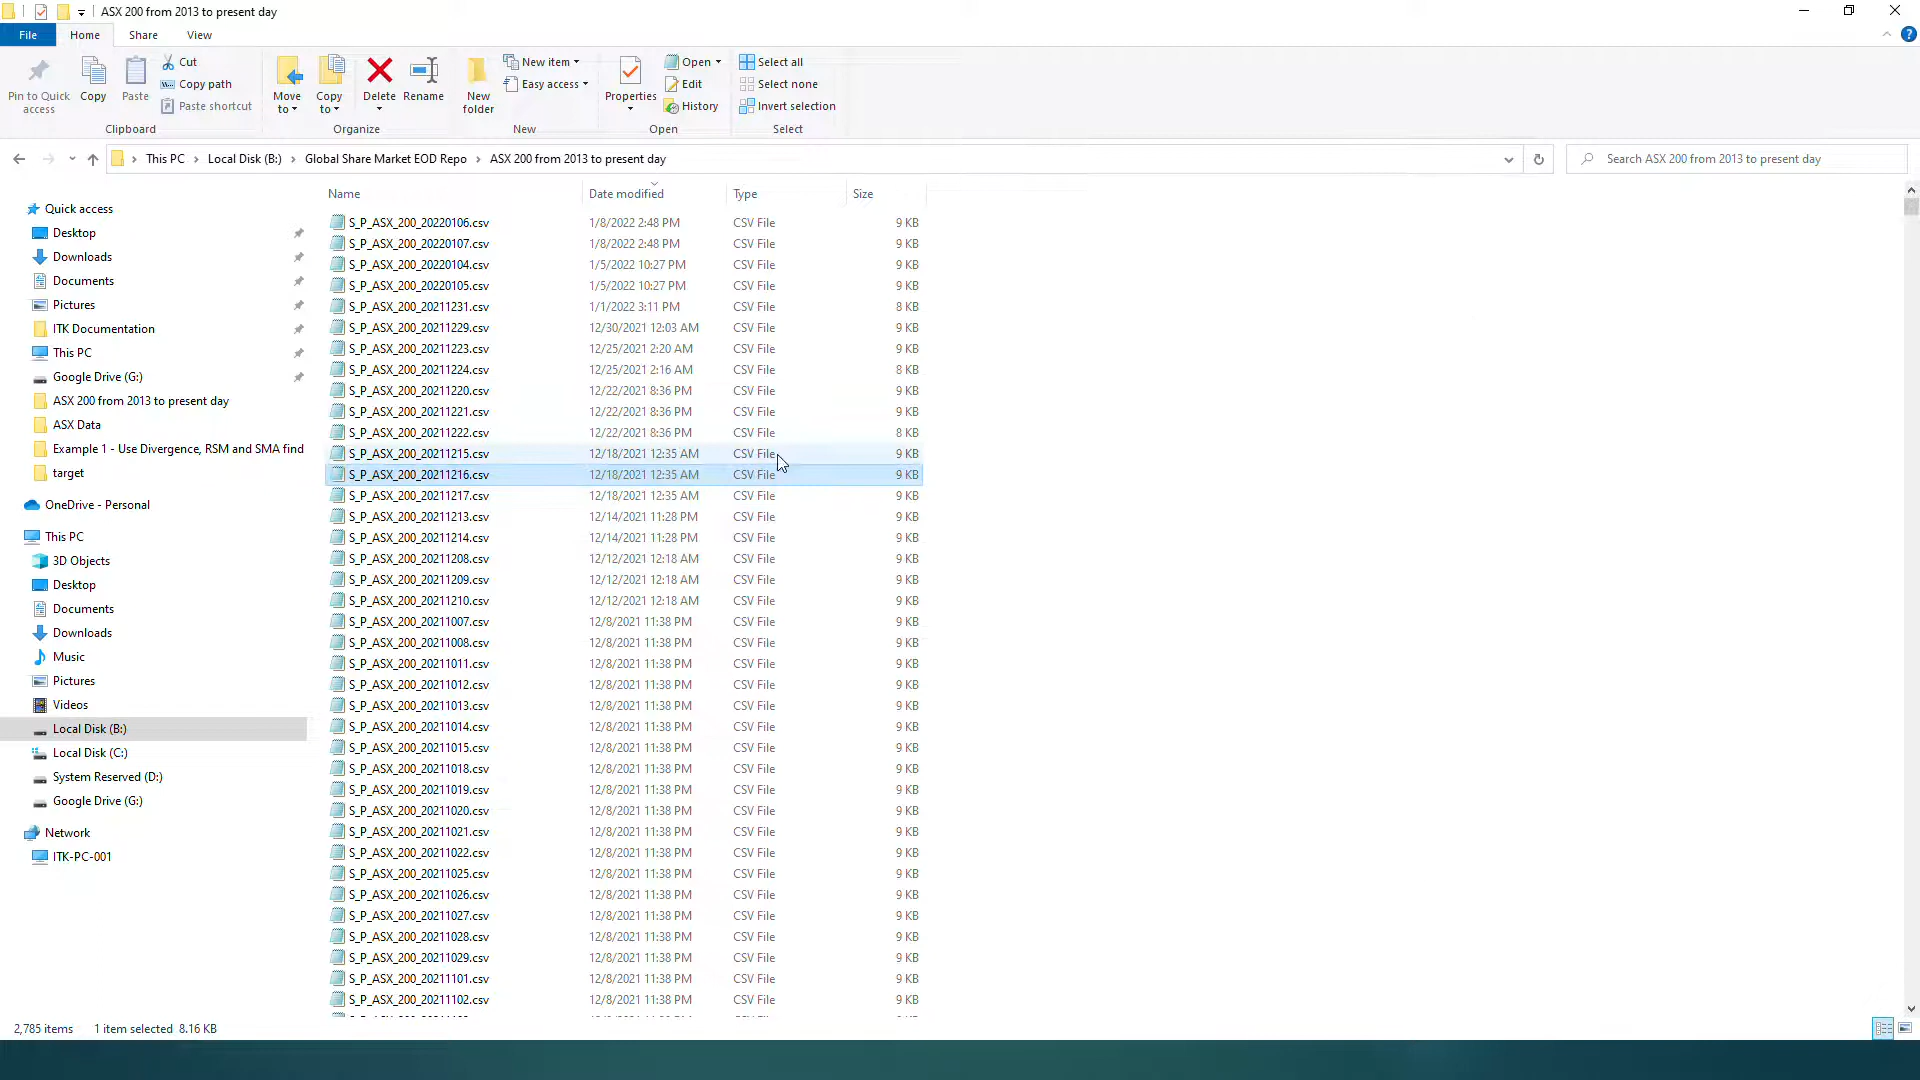 ASX 200 from 2013 to present day
File Home Share View
Pin to Quick access
Copy
Paste
Cut
Copy path
Paste shortcut
Clipboard
Move to
Copy to
Delete
Rename
Organize
New folder
New item
Easy access
New
Properties
Open
Edit
History
Open
Select all
Select none
Invert selection
Select
This PC > Local Disk (B:) > Global Share Market EOD Repo > ASX 200 from 2013 to present day
Search ASX 200 from 2013 to present day
Quick access
Desktop
Downloads
Documents
Pictures
ITK Documentation
This PC
Google Drive (G:)
ASX 200 from 2013 to present day
ASX Data
Example 1 - Use Divergence, RSM and SMA find
target
OneDrive - Personal
This PC
3D Objects
Desktop
Documents
Downloads
Music
Pictures
Videos
Local Disk (B:)
Local Disk (C:)
System Reserved (D:)
Google Drive (G:)
Network
ITK-PC-001
Name Date modified Type Size
S_P_ASX_200_20220106.csv 1/8/2022 2:48 PM CSV File 9 KB
S_P_ASX_200_20220107.csv 1/8/2022 2:48 PM CSV File 9 KB
S_P_ASX_200_20220104.csv 1/5/2022 10:27 PM CSV File 9 KB
S_P_ASX_200_20220105.csv 1/5/2022 10:27 PM CSV File 9 KB
S_P_ASX_200_20211231.csv 1/1/2022 3:11 PM CSV File 8 KB
S_P_ASX_200_20211229.csv 12/30/2021 12:03 AM CSV File 9 KB
S_P_ASX_200_20211223.csv 12/25/2021 2:20 AM CSV File 9 KB
S_P_ASX_200_20211224.csv 12/25/2021 2:16 AM CSV File 8 KB
S_P_ASX_200_20211220.csv 12/22/2021 8:36 PM CSV File 9 KB
S_P_ASX_200_20211221.csv 12/22/2021 8:36 PM CSV File 9 KB
S_P_ASX_200_20211222.csv 12/22/2021 8:36 PM CSV File 8 KB
S_P_ASX_200_20211215.csv 12/18/2021 12:35 AM CSV File 9 KB
S_P_ASX_200_20211216.csv 12/18/2021 12:35 AM CSV File 9 KB
S_P_ASX_200_20211217.csv 12/18/2021 12:35 AM CSV File 9 KB
S_P_ASX_200_20211213.csv 12/14/2021 11:28 PM CSV File 9 KB
S_P_ASX_200_20211214.csv 12/14/2021 11:28 PM CSV File 9 KB
S_P_ASX_200_20211208.csv 12/12/2021 12:18 AM CSV File 9 KB
S_P_ASX_200_20211209.csv 12/12/2021 12:18 AM CSV File 9 KB
S_P_ASX_200_20211210.csv 12/12/2021 12:18 AM CSV File 9 KB
S_P_ASX_200_20211007.csv 12/8/2021 11:38 PM CSV File 9 KB
S_P_ASX_200_20211008.csv 12/8/2021 11:38 PM CSV File 9 KB
S_P_ASX_200_20211011.csv 12/8/2021 11:38 PM CSV File 9 KB
S_P_ASX_200_20211012.csv 12/8/2021 11:38 PM CSV File 9 KB
S_P_ASX_200_20211013.csv 12/8/2021 11:38 PM CSV File 9 KB
S_P_ASX_200_20211014.csv 12/8/2021 11:38 PM CSV File 9 KB
S_P_ASX_200_20211015.csv 12/8/2021 11:38 PM CSV File 9 KB
S_P_ASX_200_20211018.csv 12/8/2021 11:38 PM CSV File 9 KB
S_P_ASX_200_20211019.csv 12/8/2021 11:38 PM CSV File 9 KB
S_P_ASX_200_20211020.csv 12/8/2021 11:38 PM CSV File 9 KB
S_P_ASX_200_20211021.csv 12/8/2021 11:38 PM CSV File 9 KB
S_P_ASX_200_20211022.csv 12/8/2021 11:38 PM CSV File 9 KB
S_P_ASX_200_20211025.csv 12/8/2021 11:38 PM CSV File 9 KB
S_P_ASX_200_20211026.csv 12/8/2021 11:38 PM CSV File 9 KB
S_P_ASX_200_20211027.csv 12/8/2021 11:38 PM CSV File 9 KB
S_P_ASX_200_20211028.csv 12/8/2021 11:38 PM CSV File 9 KB
S_P_ASX_200_20211029.csv 12/8/2021 11:38 PM CSV File 9 KB
S_P_ASX_200_20211101.csv 12/8/2021 11:38 PM CSV File 9 KB
S_P_ASX_200_20211102.csv 12/8/2021 11:38 PM CSV File 9 KB
2,785 items 1 item selected 8.16 KB